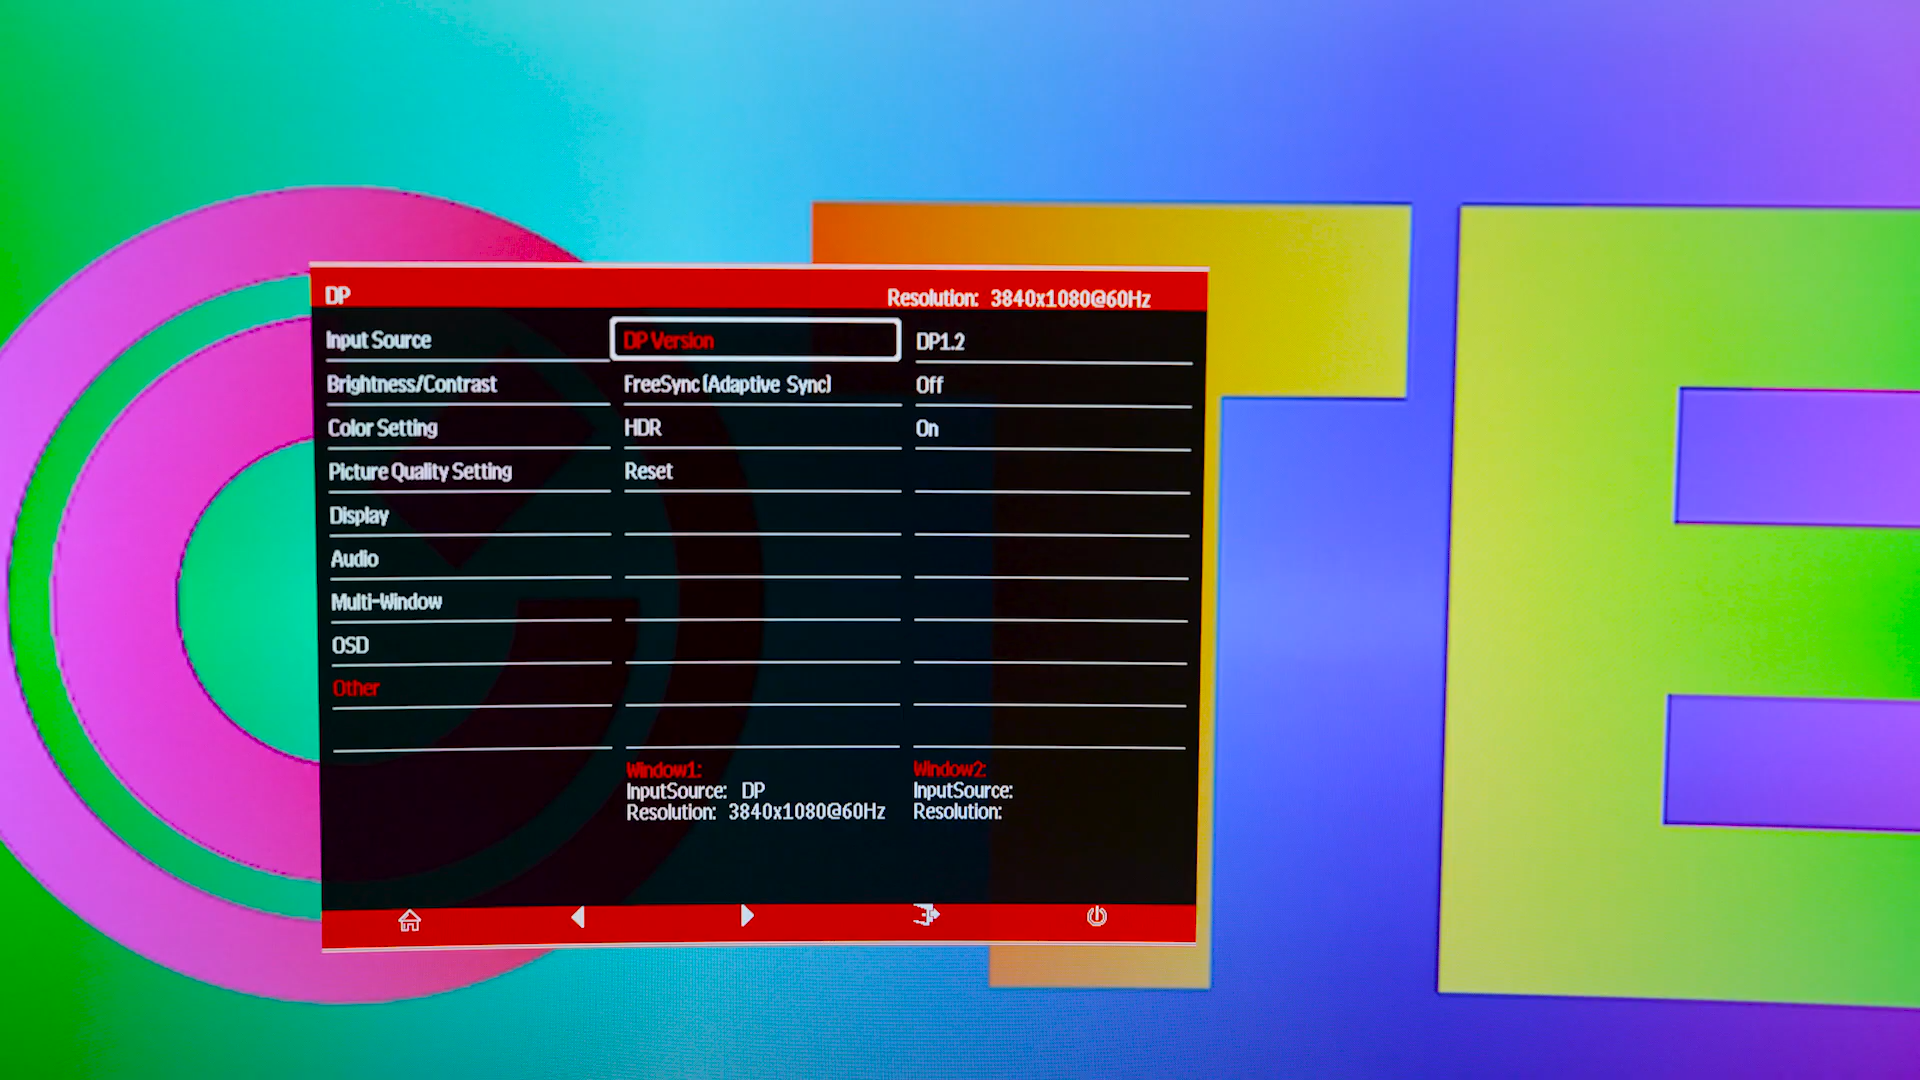 DP Resolution: 3840x1080@60Hz
Input Source DP Version DP1.2
Brightness/Contrast FreeSync(Adaptive Sync) Off
Color Setting HDR On
Picture Quality Setting Reset
Display
Audio
Multi-Window
OSD
Other
Window1: Window2:
InputSource: DP InputSource:
Resolution: 3840x1080@60Hz Resolution:
TE